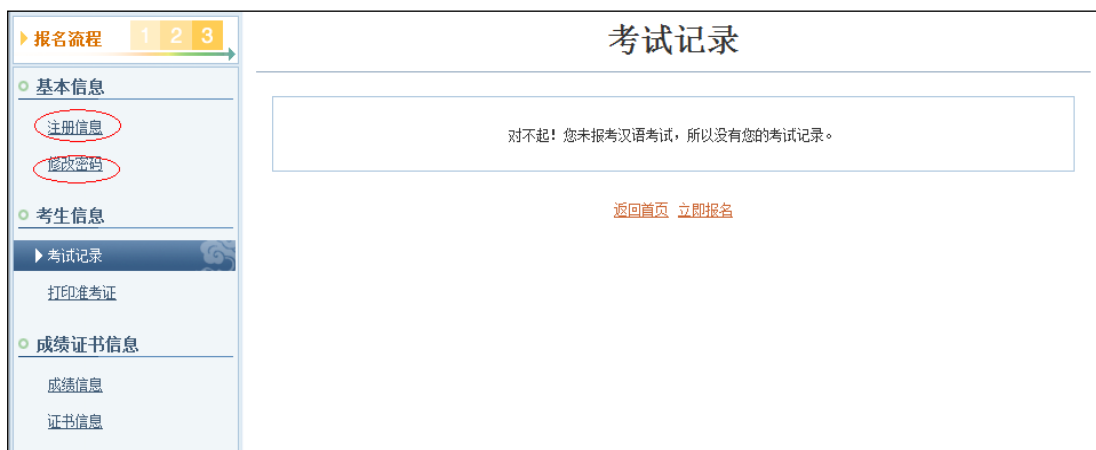 报名流程 1 2 3
基本信息
注册信息
修改密码
考生信息
考试记录
打印准考证
成绩证书信息
成绩信息
证书信息
考试记录
对不起！您未报考汉语考试，所以没有您的考试记录。
返回首页 立即报名